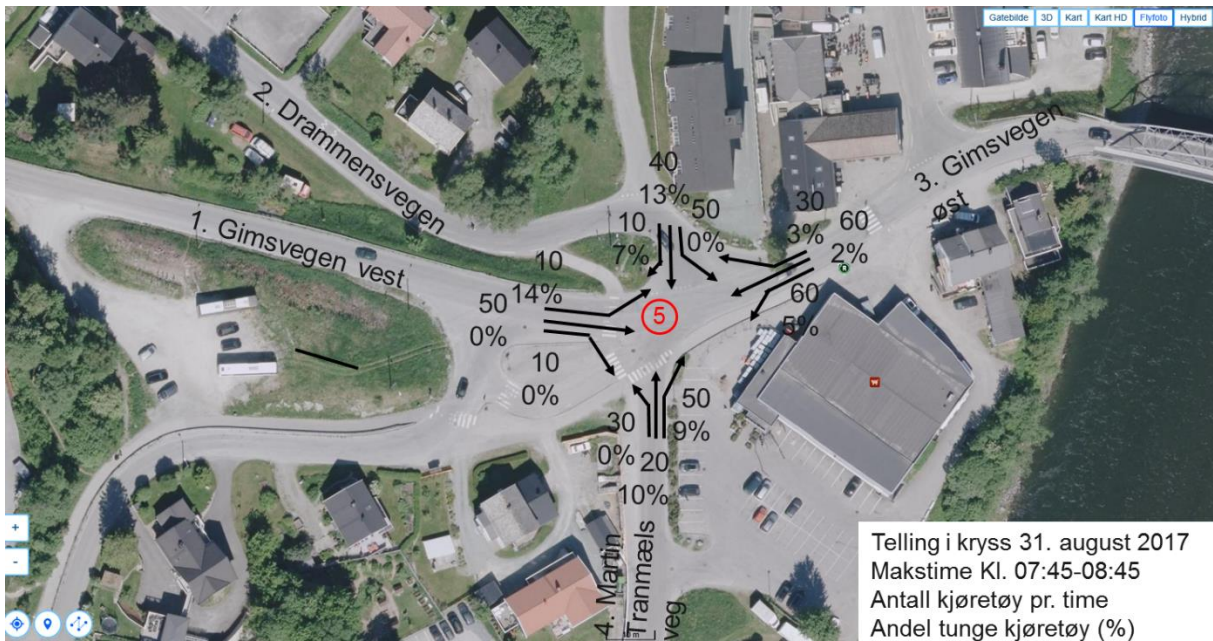 Gatebilde 3D Kart Kart HD Flyfoto Hybrid
2. Drammensvegen
1. Gimsvegen vest
3. Gimsvegen
øst
40
13%
10
7%
50
0%
30
3%
60
2%
60
5%
10
14%
50
0%
10
0%
5
30
0%
20
10%
50
9%
4. Martin
Tranmæls
veg
+
-
Telling i kryss 31. august 2017
Makstime Kl. 07:45-08:45
Antall kjøretøy pr. time
Andel tunge kjøretøy (%)